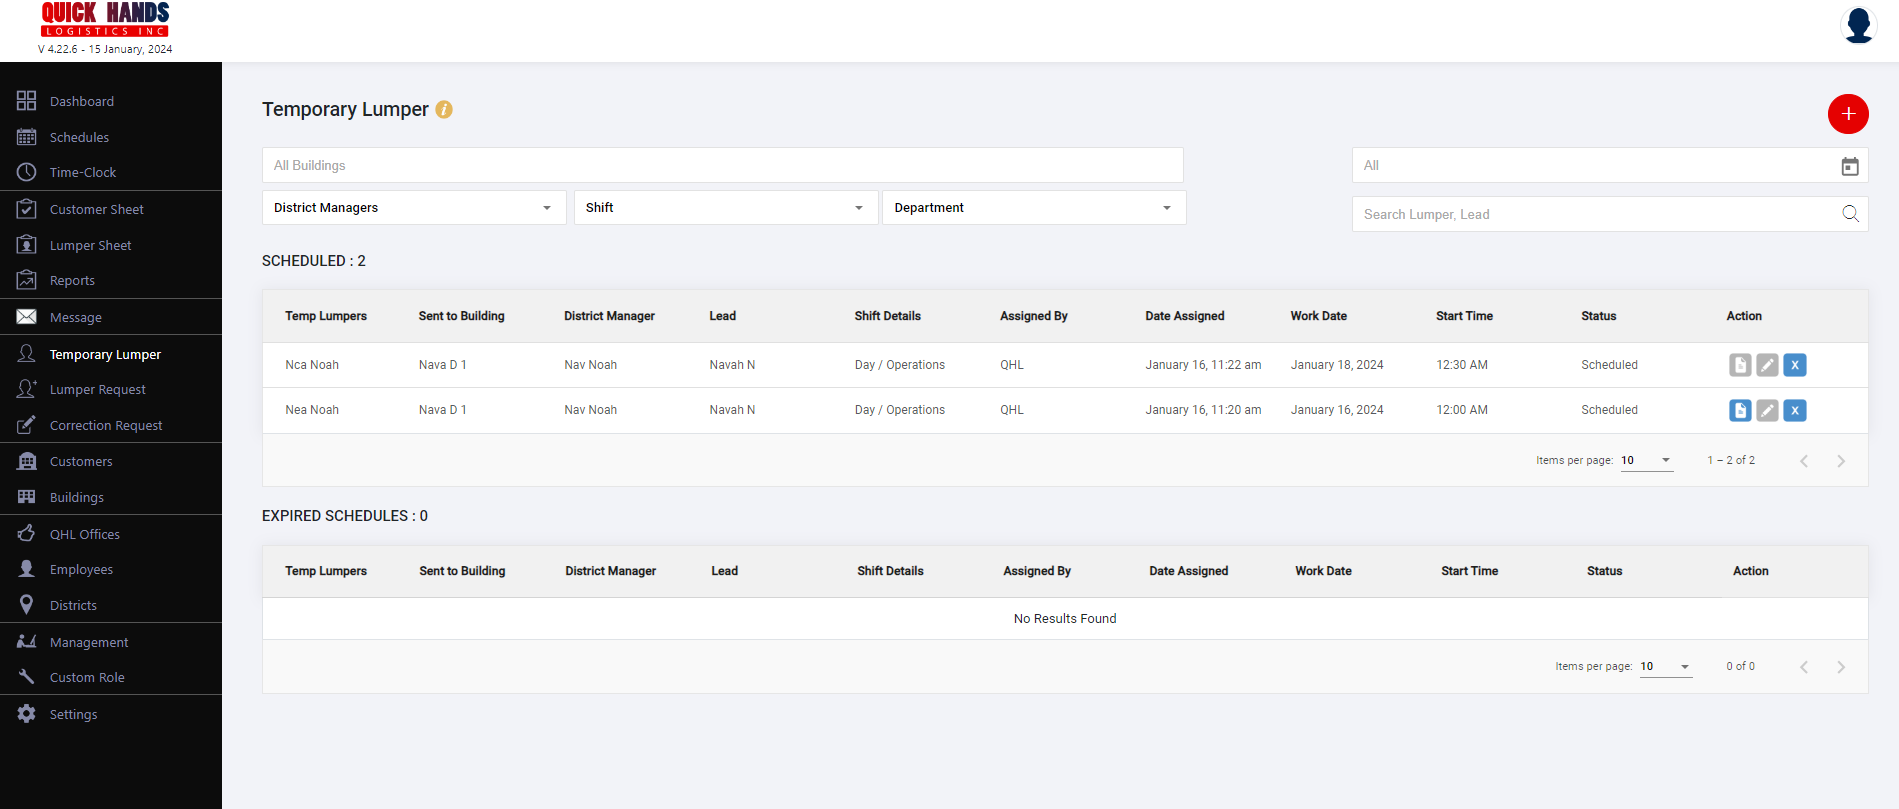 QUICK HANDS
LOGISTICS INC
V 4.22.6 - 15 January, 2024
Dashboard
Schedules
Time-Clock
Customer Sheet
Lumper Sheet
Reports
Message
Temporary Lumper
Lumper Request
Correction Request
Customers
Buildings
QHL Offices
Employees
Districts
Management
Custom Role
Settings
Temporary Lumper i
+
All Buildings
All
District Managers Shift Department
Search Lumper, Lead
SCHEDULED : 2
Temp Lumpers Sent to Building District Manager Lead Shift Details Assigned By Date Assigned Work Date Start Time Status Action
Nca Noah Nava D 1 Nav Noah Navah N Day / Operations QHL January 16, 11:22 am January 18, 2024 12:30 AM Scheduled X
Nea Noah Nava D 1 Nav Noah Navah N Day / Operations QHL January 16, 11:20 am January 16, 2024 12:00 AM Scheduled X
Items per page: 10 1 – 2 of 2
EXPIRED SCHEDULES : 0
Temp Lumpers Sent to Building District Manager Lead Shift Details Assigned By Date Assigned Work Date Start Time Status Action
No Results Found
Items per page: 10 0 of 0